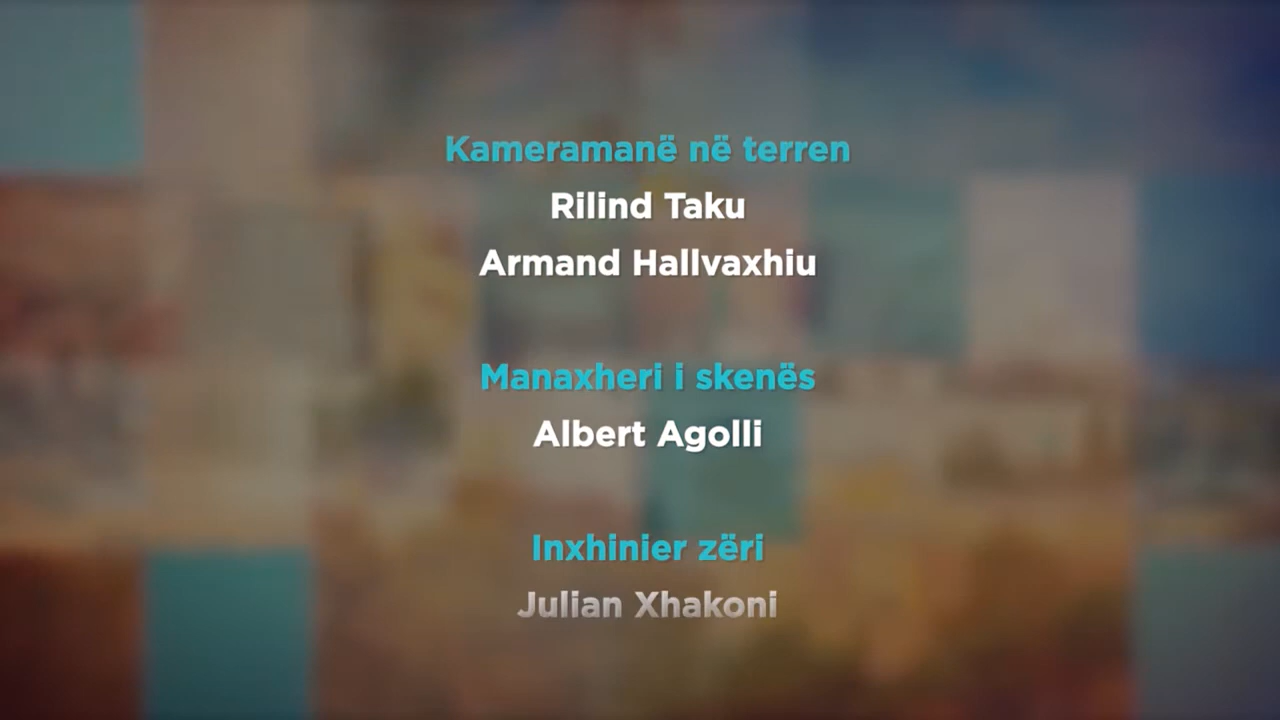 Kameramanë në terren
Rilind Taku
Armand Hallvaxhiu
Manaxheri i skenës
Albert Agolli
Inxhinier zëri
Julian Xhakoni